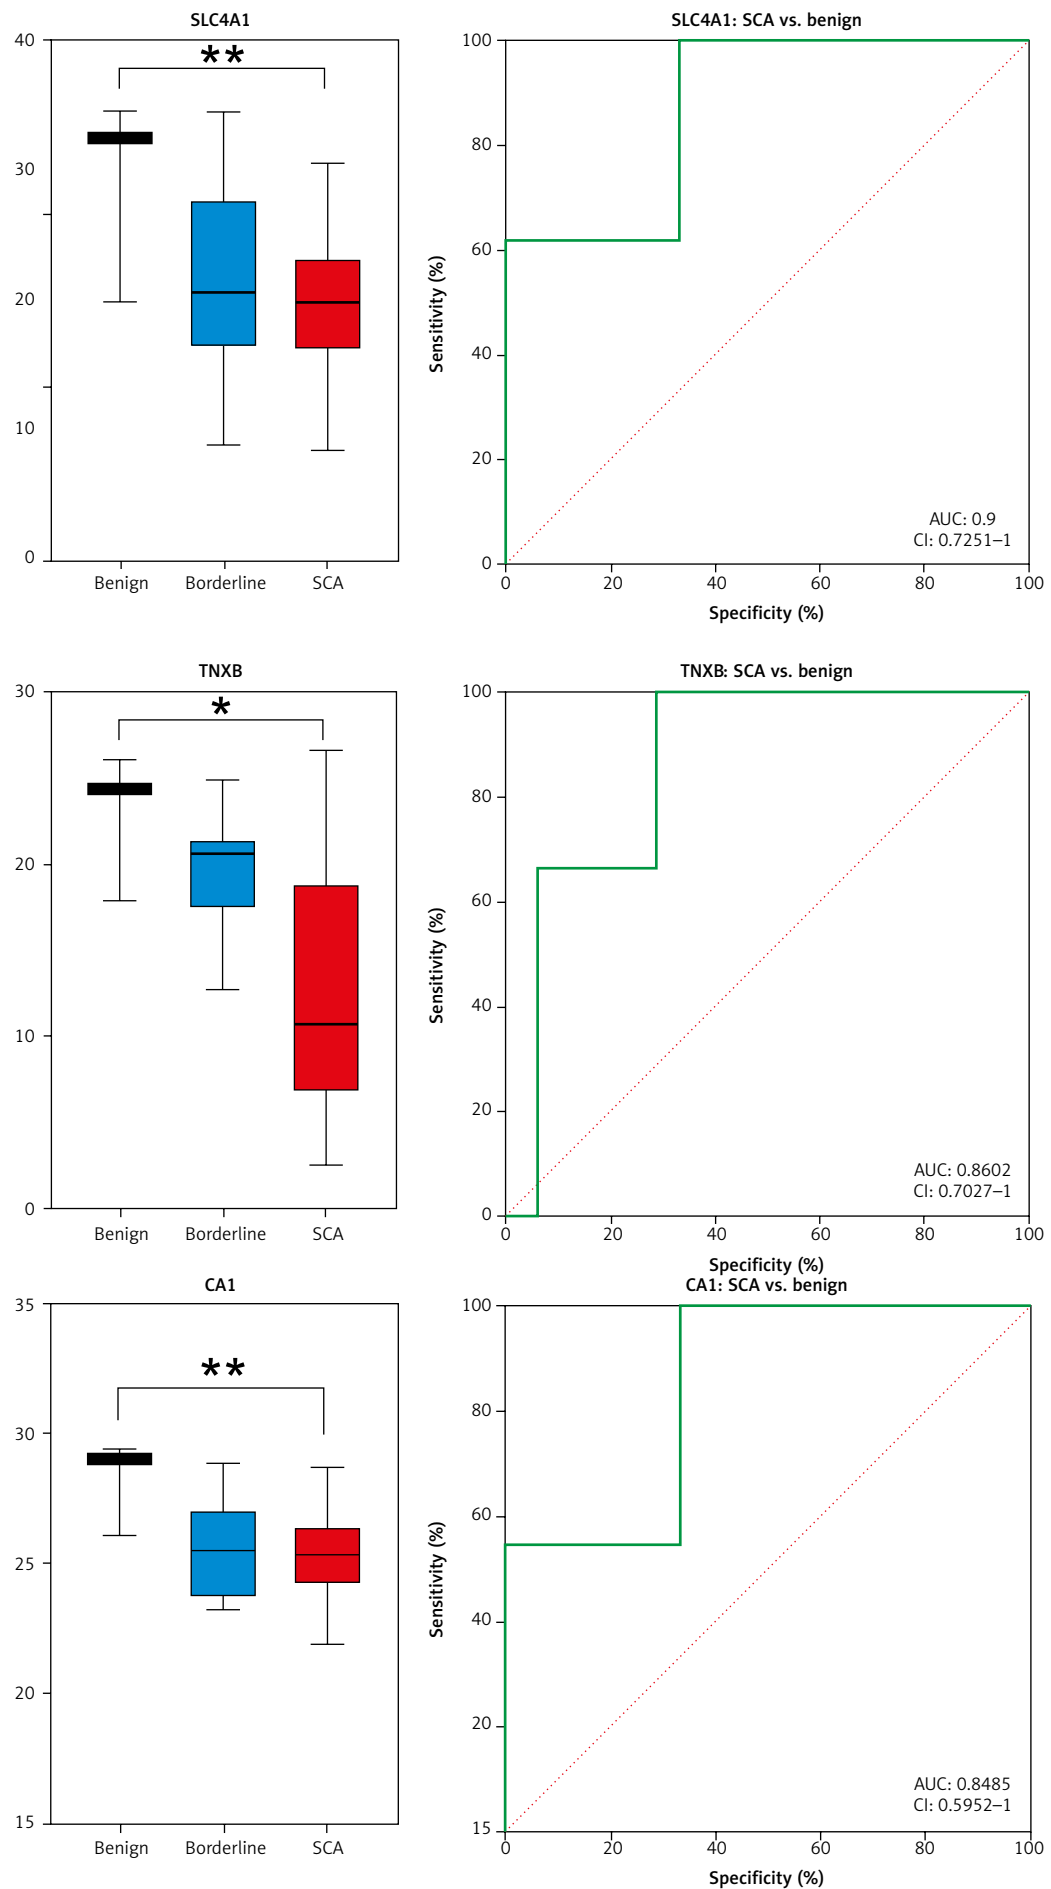 SLC4A1
40
**
30
20
10
0
Benign Borderline SCA
SLC4A1: SCA vs. benign
100
80
60
40
20
0
Sensitivity (%)
AUC: 0.9
CI: 0.7251–1
0 20 40 60 80 100
Specificity (%)
TNXB
30
*
20
10
0
Benign Borderline SCA
TNXB: SCA vs. benign
100
80
60
40
20
0
Sensitivity (%)
AUC: 0.8602
CI: 0.7027–1
0 20 40 60 80 100
Specificity (%)
CA1
35
**
30
25
20
15
Benign Borderline SCA
CA1: SCA vs. benign
100
80
60
40
20
15
Sensitivity (%)
AUC: 0.8485
CI: 0.5952–1
0 20 40 60 80 100
Specificity (%)